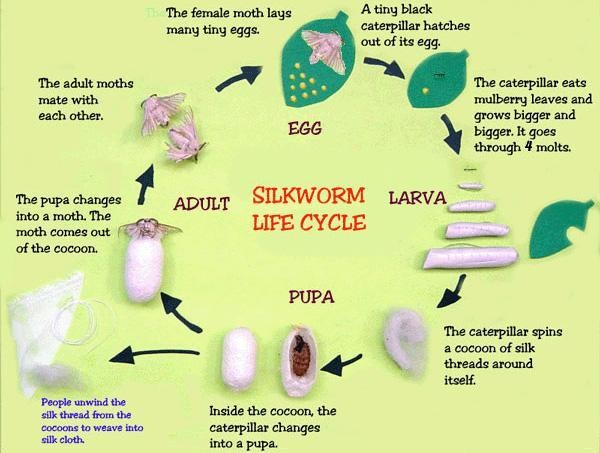 The female moth lays
many tiny eggs.
A tiny black
caterpillar hatches
out of its egg.
The adult moths
mate with
each other.
The caterpillar eats
mulberry leaves and
grows bigger and
bigger. It goes
through 4 molts.
EGG
The pupa changes
into a moth. The
moth comes out
of the cocoon.
ADULT
SILKWORM
LIFE CYCLE
LARVA
PUPA
The caterpillar spins
a cocoon of silk
threads around
itself.
People unwind the
silk thread from the
cocoons to weave into
silk cloth.
Inside the cocoon, the
caterpillar changes
into a pupa.